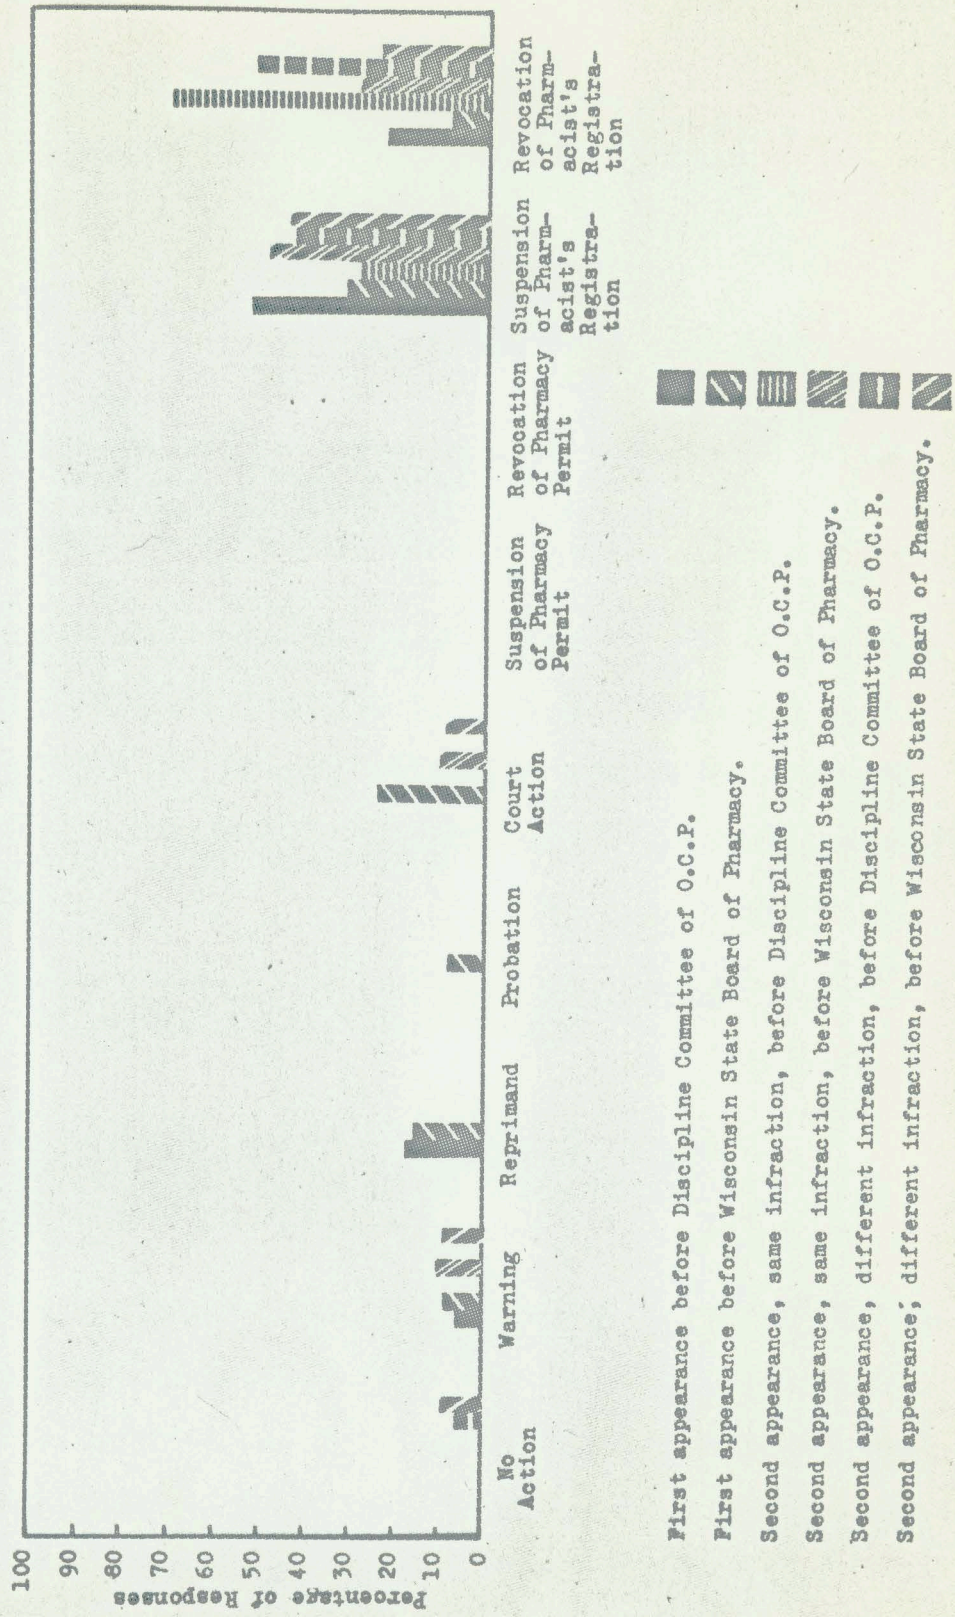 Percentage of Responses
100
90
80
70
60
50
40
30
20
10
0
No
Action
Warning
Reprimand
Probation
Court
Action
Suspension
of Pharmacy
Permit
Revocation
of Pharmacy
Permit
Suspension
of Pharm-
acist's
Registra-
tion
Revocation
of Pharm-
acist's
Registra-
tion
First appearance before Discipline Committee of O.C.P.
First appearance before Wisconsin State Board of Pharmacy.
Second appearance, same infraction, before Discipline Committee of O.C.P.
Second appearance, same infraction, before Wisconsin State Board of Pharmacy.
Second appearance, different infraction, before Discipline Committee of O.C.P.
Second appearance; different infraction, before Wisconsin State Board of Pharmacy.